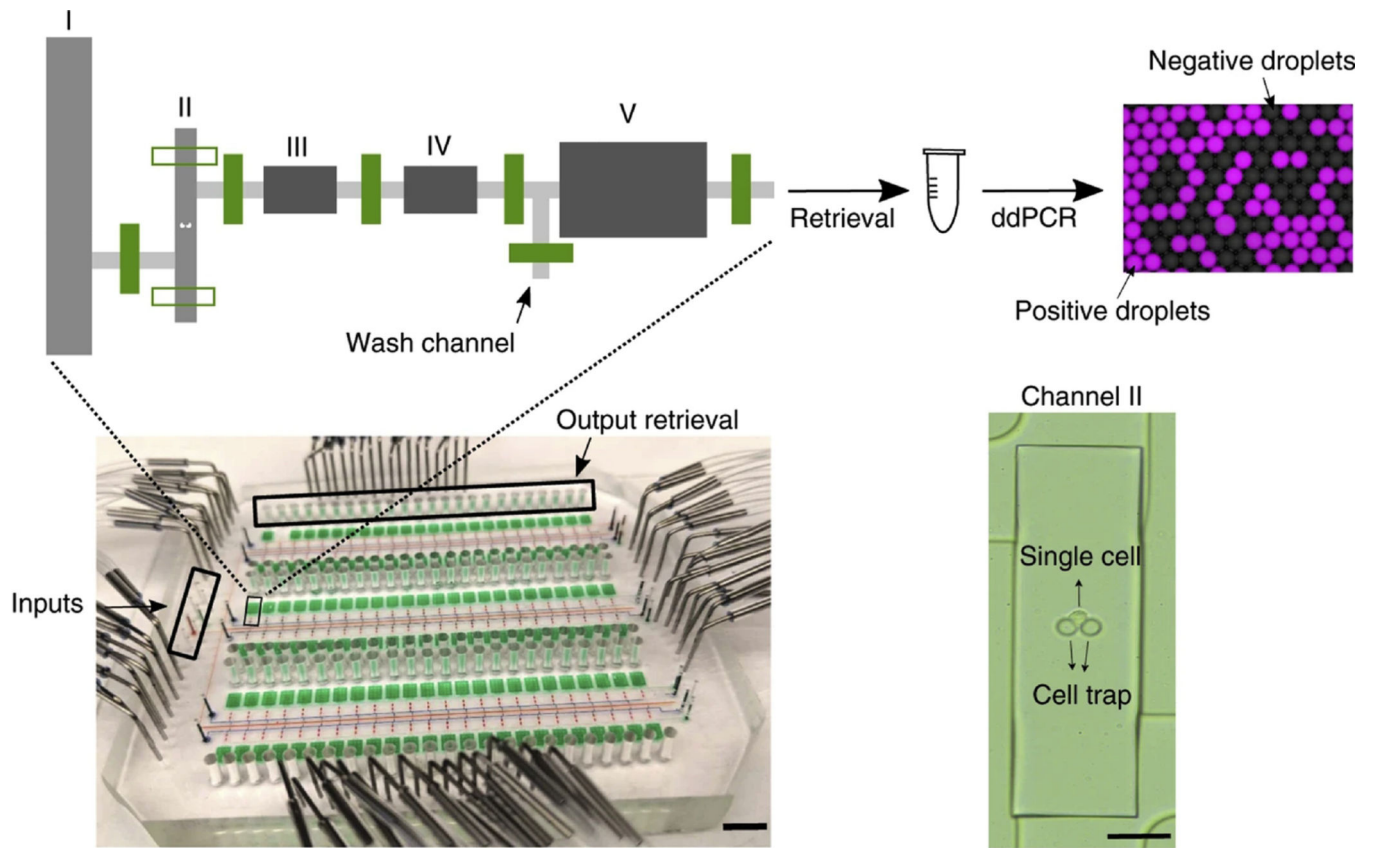 I
II
III
IV
V
Negative droplets
Retrieval
ddPCR
Positive droplets
Wash channel
Output retrieval
Channel II
Inputs
Single cell
Cell trap